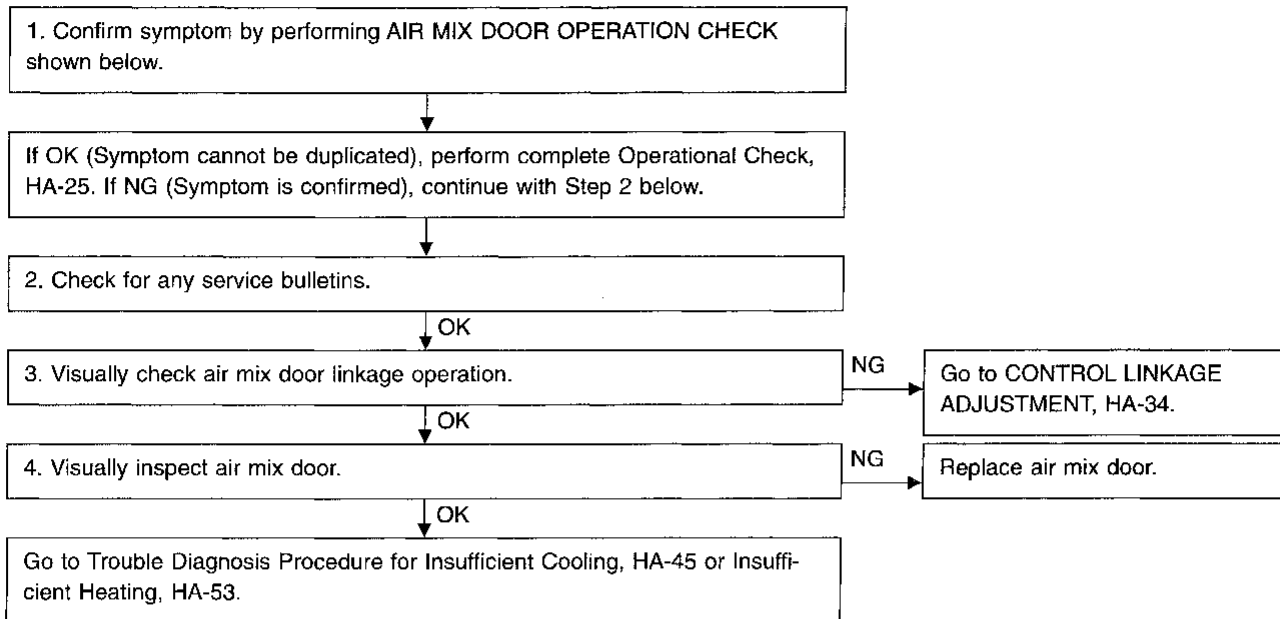 1. Confirm symptom by performing AIR MIX DOOR OPERATION CHECK
shown below.
If OK (Symptom cannot be duplicated), perform complete Operational Check,
HA-25. If NG (Symptom is confirmed), continue with Step 2 below.
2. Check for any service bulletins.
OK
3. Visually check air mix door linkage operation.
NG
Go to CONTROL LINKAGE
ADJUSTMENT, HA-34.
OK
4. Visually inspect air mix door.
NG
Replace air mix door.
OK
Go to Trouble Diagnosis Procedure for Insufficient Cooling, HA-45 or Insuffi-
cient Heating, HA-53.